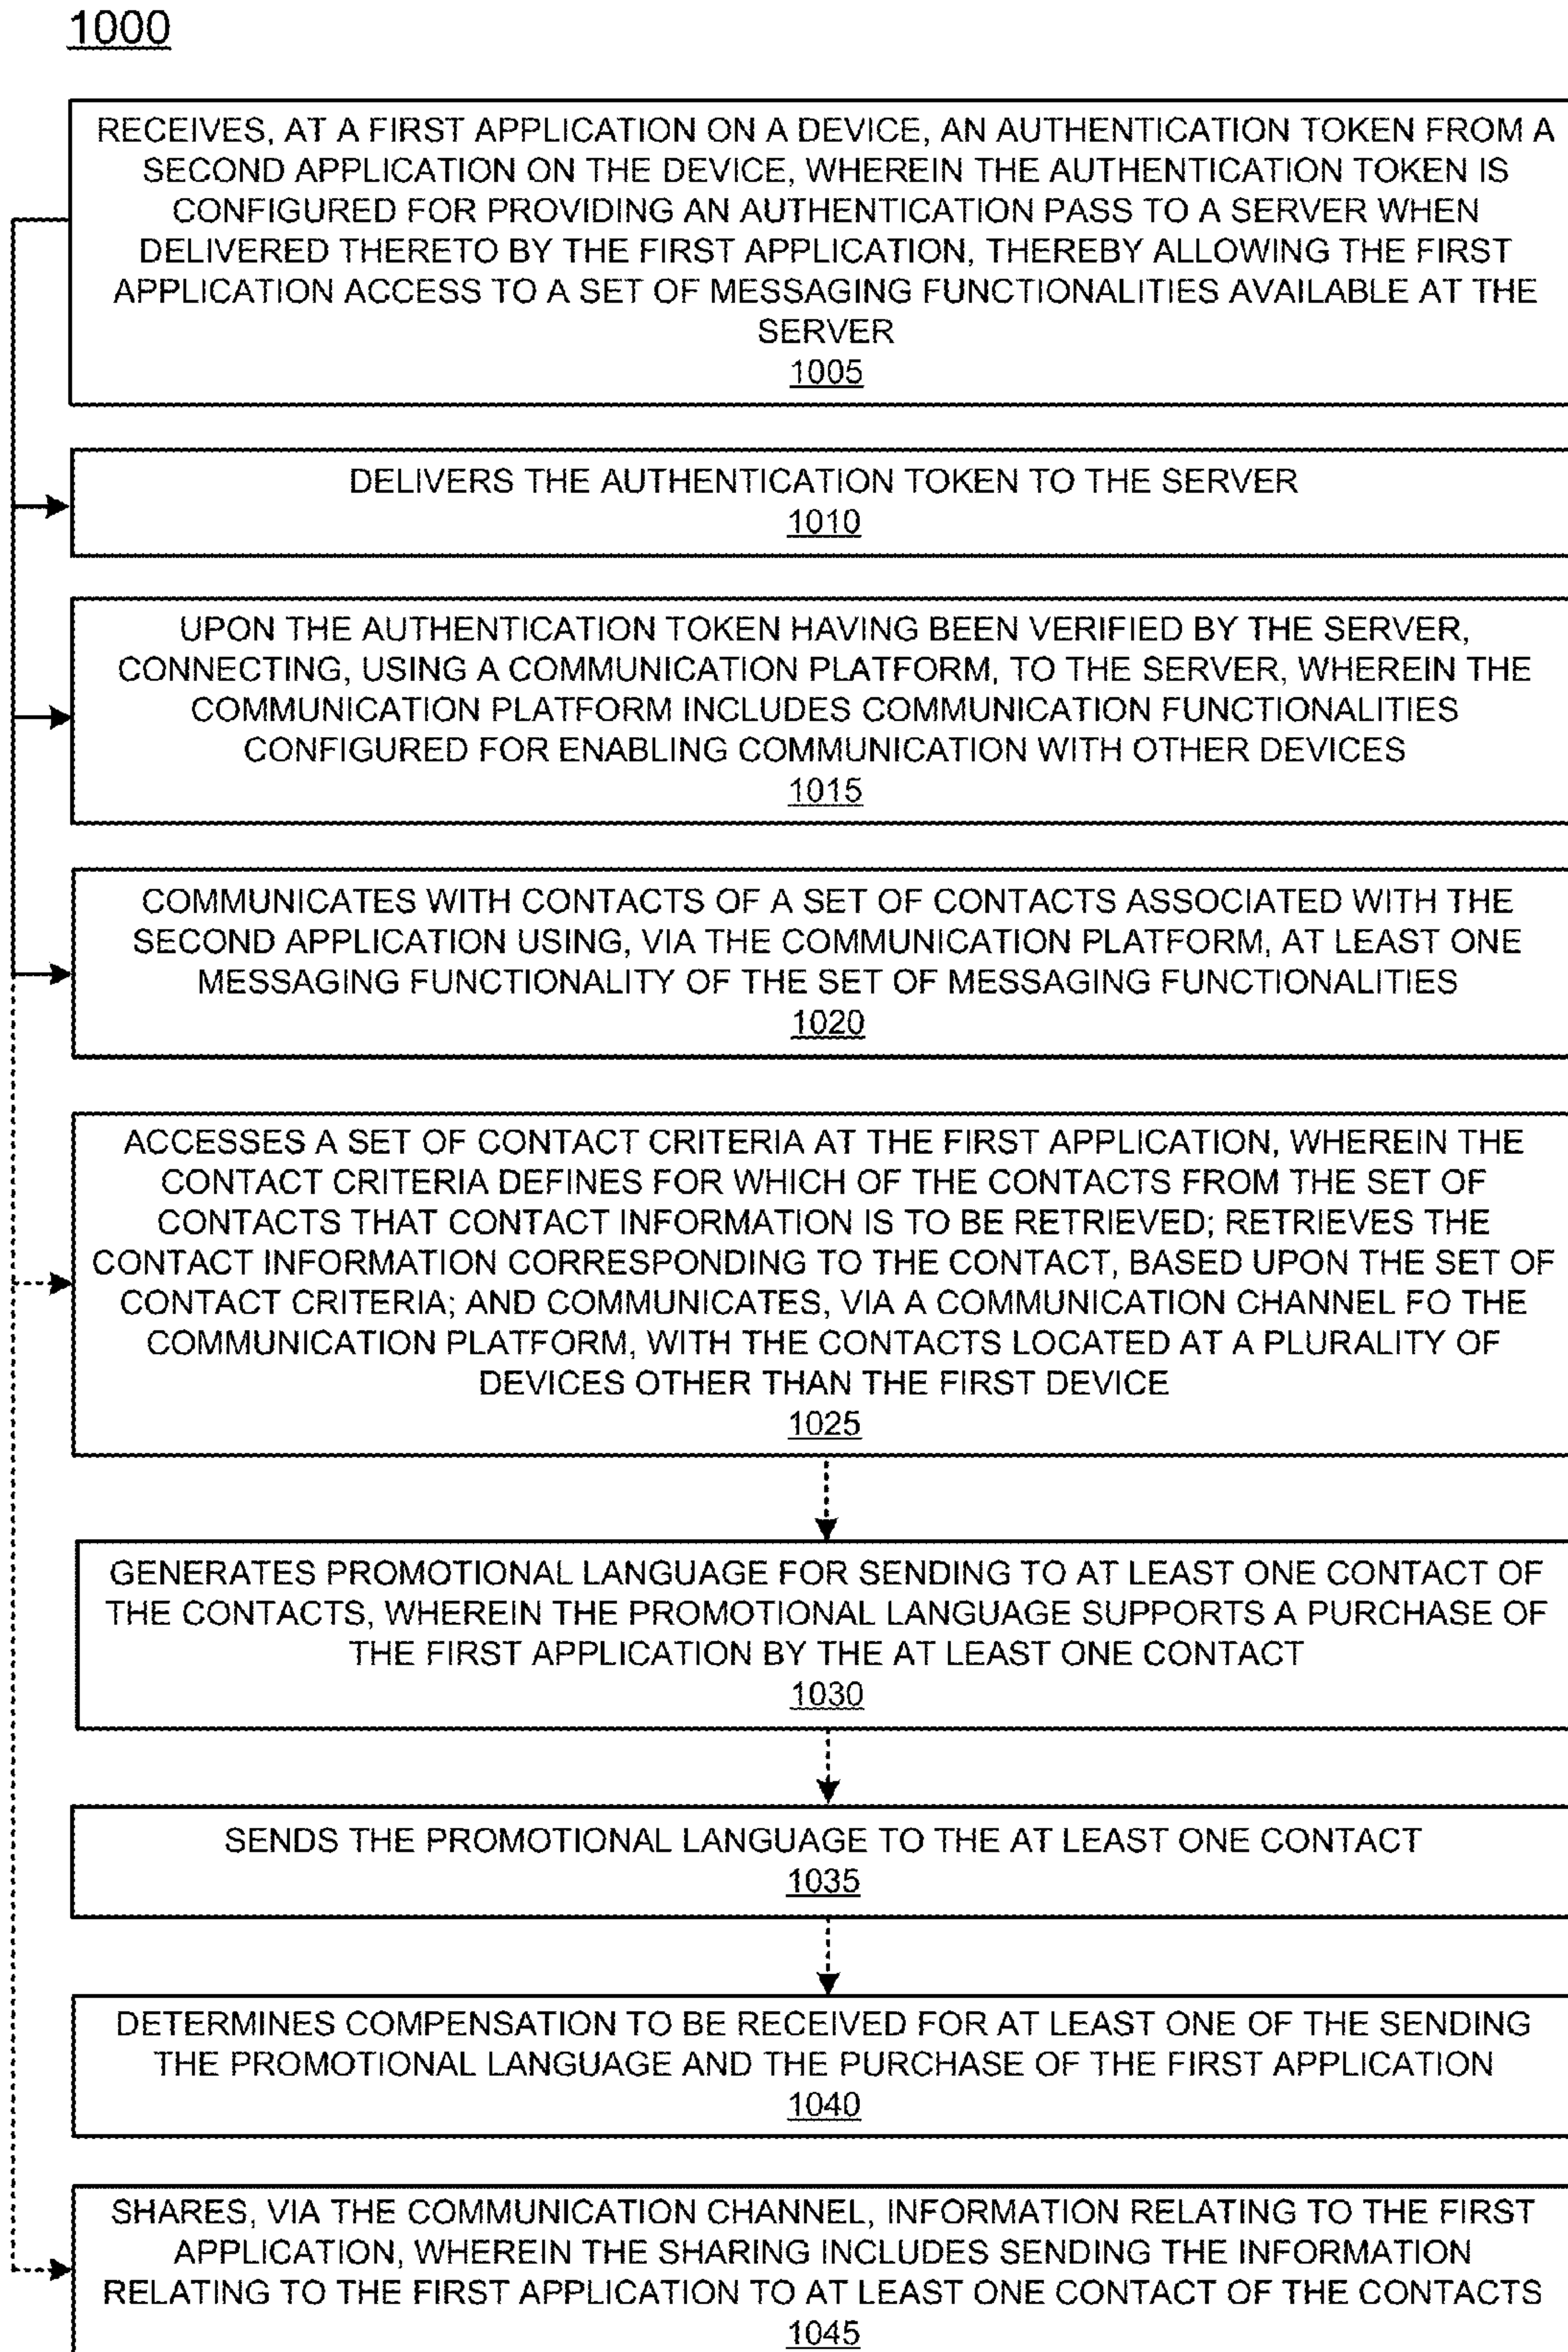 1000
RECEIVES, AT A FIRST APPLICATION ON A DEVICE, AN AUTHENTICATION TOKEN FROM A
SECOND APPLICATION ON THE DEVICE, WHEREIN THE AUTHENTICATION TOKEN IS
CONFIGURED FOR PROVIDING AN AUTHENTICATION PASS TO A SERVER WHEN
DELIVERED THERETO BY THE FIRST APPLICATION, THEREBY ALLOWING THE FIRST
APPLICATION ACCESS TO A SET OF MESSAGING FUNCTIONALITIES AVAILABLE AT THE
SERVER
1005
DELIVERS THE AUTHENTICATION TOKEN TO THE SERVER
1010
UPON THE AUTHENTICATION TOKEN HAVING BEEN VERIFIED BY THE SERVER,
CONNECTING, USING A COMMUNICATION PLATFORM, TO THE SERVER, WHEREIN THE
COMMUNICATION PLATFORM INCLUDES COMMUNICATION FUNCTIONALITIES
CONFIGURED FOR ENABLING COMMUNICATION WITH OTHER DEVICES
1015
COMMUNICATES WITH CONTACTS OF A SET OF CONTACTS ASSOCIATED WITH THE
SECOND APPLICATION USING, VIA THE COMMUNICATION PLATFORM, AT LEAST ONE
MESSAGING FUNCTIONALITY OF THE SET OF MESSAGING FUNCTIONALITIES
1020
ACCESSES A SET OF CONTACT CRITERIA AT THE FIRST APPLICATION, WHEREIN THE
CONTACT CRITERIA DEFINES FOR WHICH OF THE CONTACTS FROM THE SET OF
CONTACTS THAT CONTACT INFORMATION IS TO BE RETRIEVED; RETRIEVES THE
CONTACT INFORMATION CORRESPONDING TO THE CONTACT, BASED UPON THE SET OF
CONTACT CRITERIA; AND COMMUNICATES, VIA A COMMUNICATION CHANNEL FO THE
COMMUNICATION PLATFORM, WITH THE CONTACTS LOCATED AT A PLURALITY OF
DEVICES OTHER THAN THE FIRST DEVICE
1025
GENERATES PROMOTIONAL LANGUAGE FOR SENDING TO AT LEAST ONE CONTACT OF
THE CONTACTS, WHEREIN THE PROMOTIONAL LANGUAGE SUPPORTS A PURCHASE OF
THE FIRST APPLICATION BY THE AT LEAST ONE CONTACT
1030
SENDS THE PROMOTIONAL LANGUAGE TO THE AT LEAST ONE CONTACT
1035
DETERMINES COMPENSATION TO BE RECEIVED FOR AT LEAST ONE OF THE SENDING
THE PROMOTIONAL LANGUAGE AND THE PURCHASE OF THE FIRST APPLICATION
1040
SHARES, VIA THE COMMUNICATION CHANNEL, INFORMATION RELATING TO THE FIRST
APPLICATION, WHEREIN THE SHARING INCLUDES SENDING THE INFORMATION
RELATING TO THE FIRST APPLICATION TO AT LEAST ONE CONTACT OF THE CONTACTS
1045